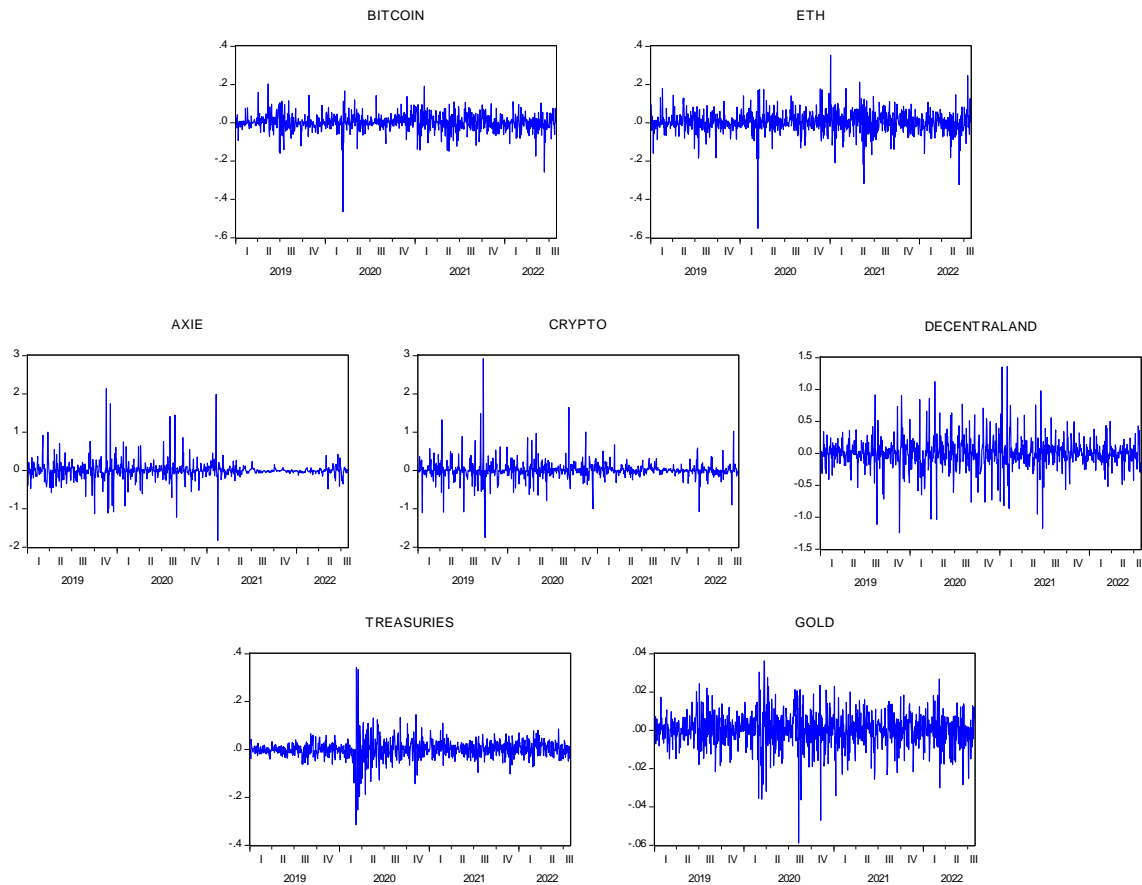 BITCOIN
.4
.2
.0
-.2
-.4
-.6
I II III IV I II III IV I II III IV I II III
2019 2020 2021 2022
ETH
.4
.2
.0
-.2
-.4
-.6
I II III IV I II III IV I II III IV I II III
2019 2020 2021 2022
AXIE
3
2
1
0
-1
-2
I II III IV I II III IV I II III IV I II III
2019 2020 2021 2022
CRYPTO
3
2
1
0
-1
-2
I II III IV I II III IV I II III IV I II III
2019 2020 2021 2022
DECENTRALAND
1.5
1.0
0.5
0.0
-0.5
-1.0
-1.5
I II III IV I II III IV I II III IV I II II
2019 2020 2021 2022
TREASURIES
.4
.2
.0
-.2
-.4
I II III IV I II III IV I II III IV I II III
2019 2020 2021 2022
GOLD
.04
.02
.00
-.02
-.04
-.06
I II III IV I II III IV I II III IV I II III
2019 2020 2021 2022